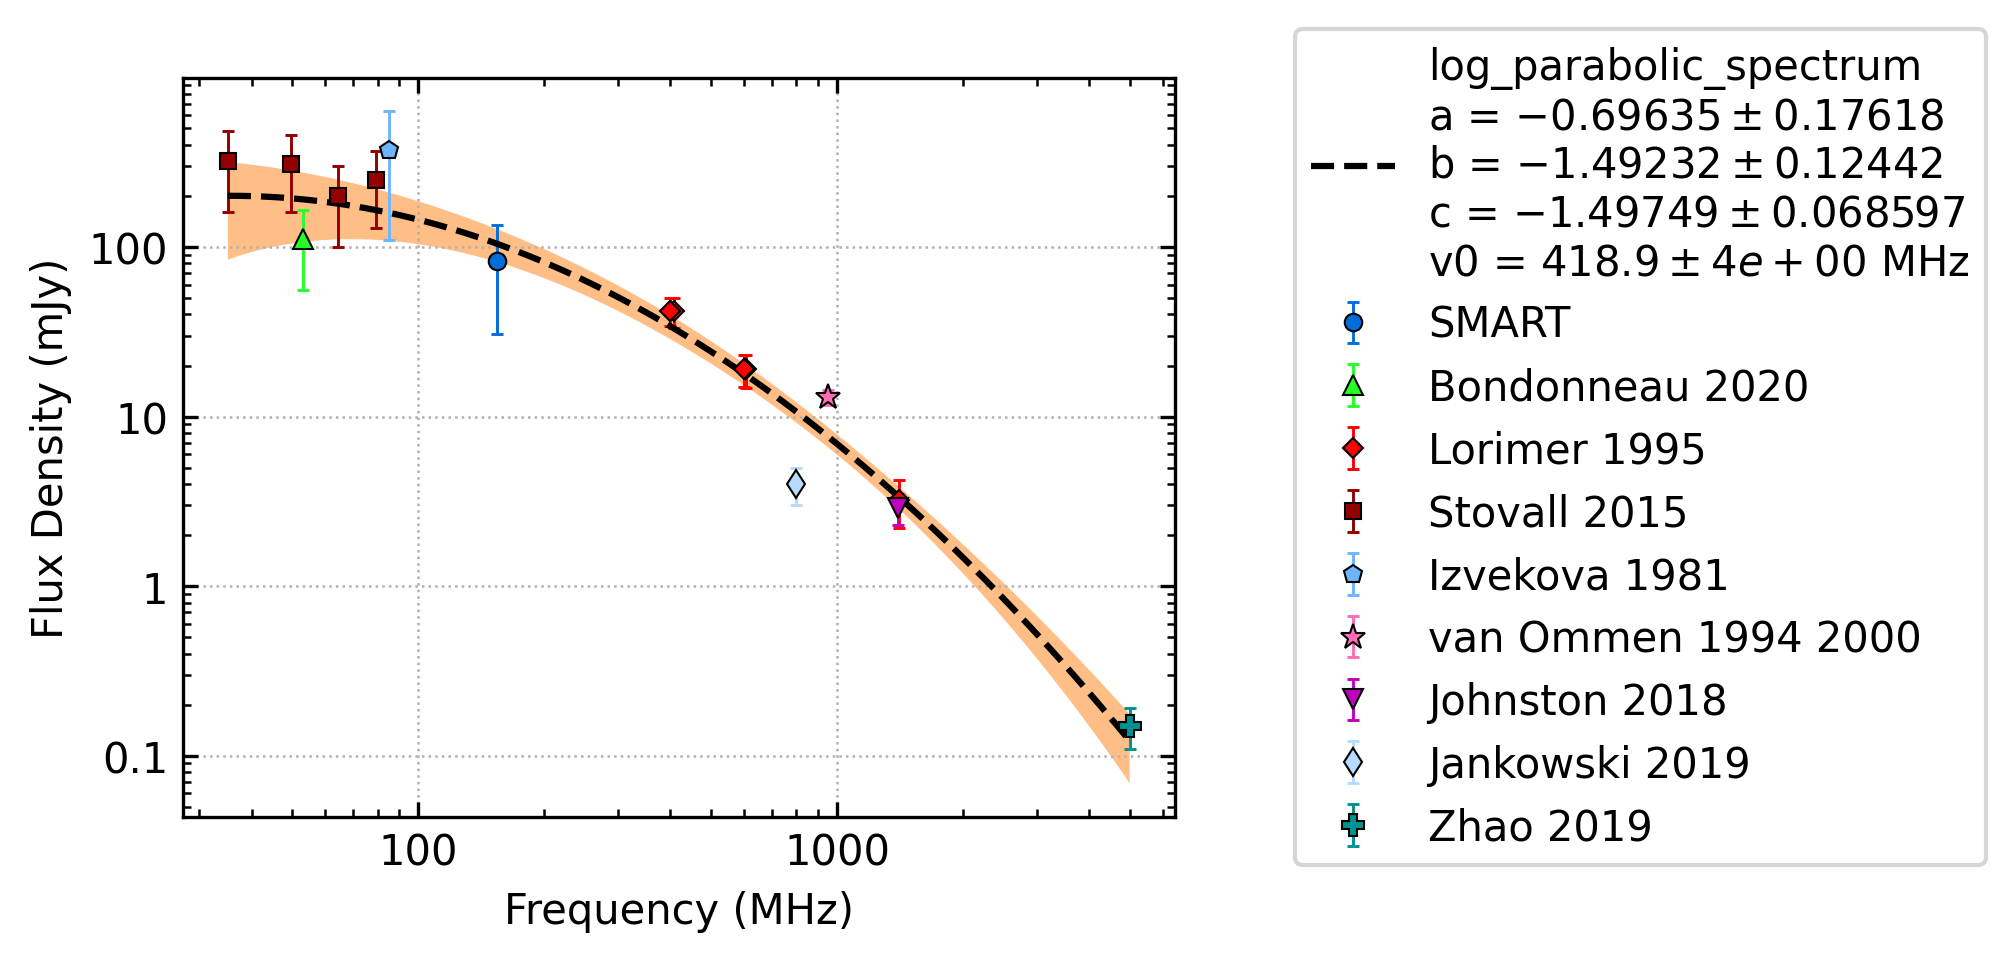 log_parabolic_spectrum
a = −0.69635 ± 0.17618
b = −1.49232 ± 0.12442
c = −1.49749 ± 0.068597
v0 = 418.9 ± 4e + 00 MHz
SMART
Bondonneau 2020
Lorimer 1995
Stovall 2015
Izvekova 1981
van Ommen 1994 2000
Johnston 2018
Jankowski 2019
Zhao 2019
Flux Density (mJy)
100
10
1
0.1
100 1000
Frequency (MHz)